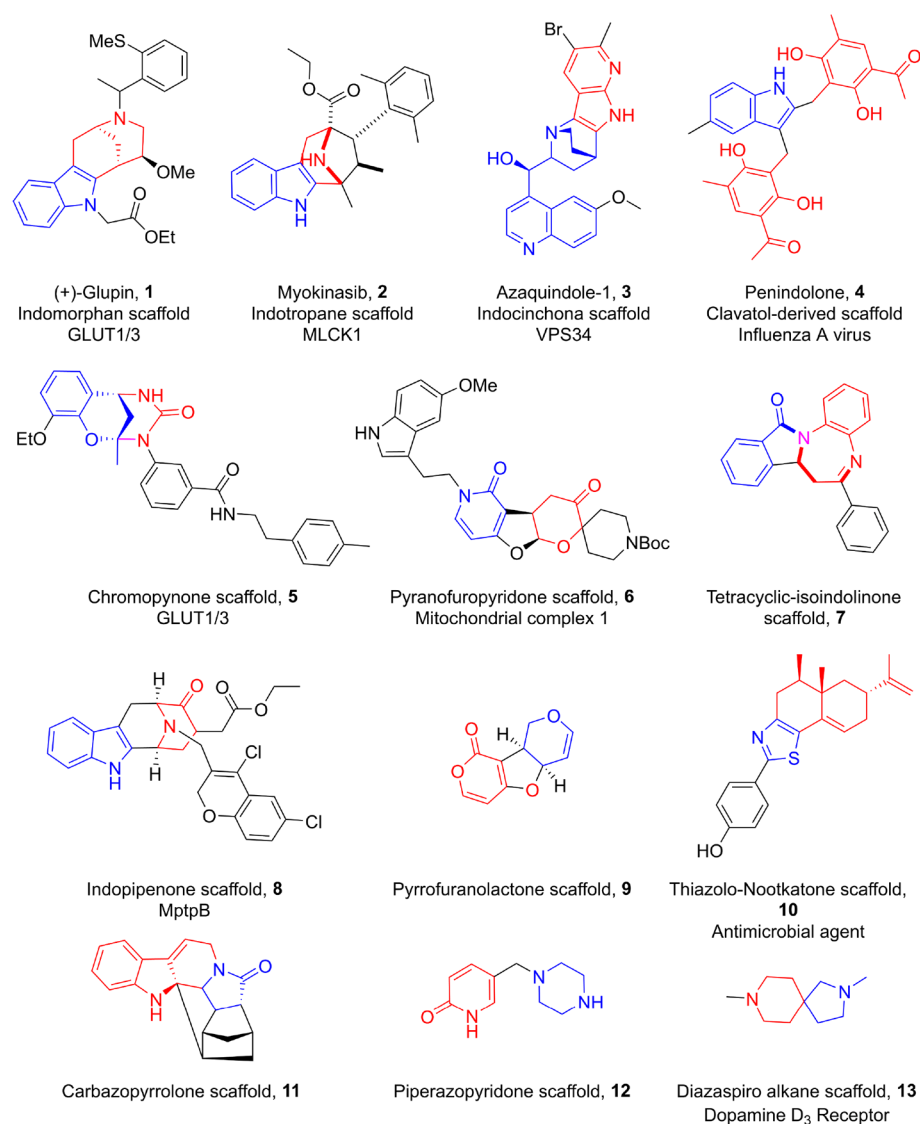 MeS
N
OMe
N
O
OEt
(+)-Glupin, 1
Indomorphan scaffold
GLUT1/3
O
O
HN
N
H
Myokinasib, 2
Indotropane scaffold
MLCK1
Br
Me
N
N
NH
HO
O
N
Azaquindole-1, 3
Indocinchona scaffold
VPS34
HO
O
H
N
OH
HO
OH
O
Penindolone, 4
Clavatol-derived scaffold
Influenza A virus
NH
O
EtO
O
N
O
N
H
Chromopynone scaffold, 5
GLUT1/3
OMe
HN
O
O
N
O
O
NBoc
Pyranofuropyridone scaffold, 6
Mitochondrial complex 1
O
N
N
Tetracyclic-isoindolinone
scaffold, 7
H
O
O
N
O
N
H
H
Cl
O
Cl
Indopipenone scaffold, 8
MptpB
O
O
H
O
O
H
Pyrrofuranolactone scaffold, 9
N
S
HO
Thiazolo-Nootkatone scaffold,
10
Antimicrobial agent
N
O
N
H
Carbazopyrrolone scaffold, 11
N
O
N
H
NH
Piperazopyridone scaffold, 12
N
N
Diazaspiro alkane scaffold, 13
Dopamine D3 Receptor